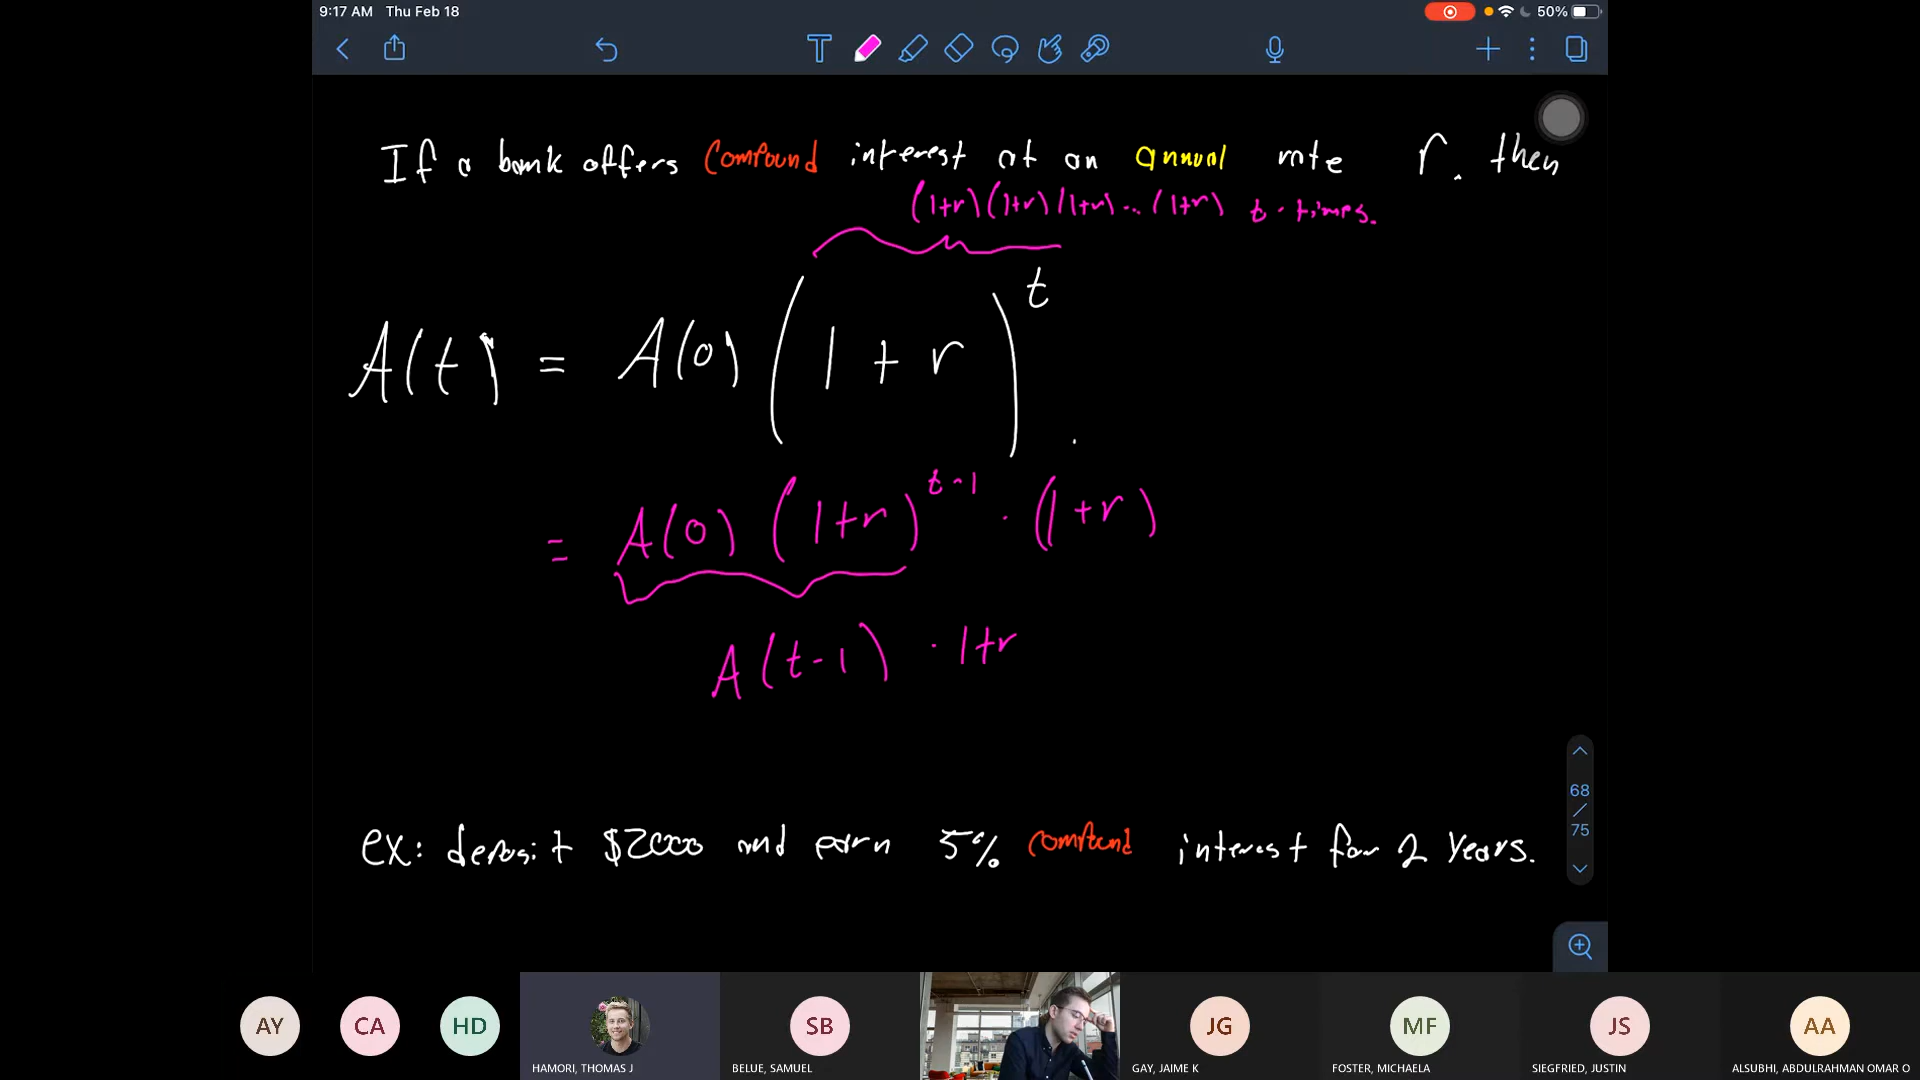 9:17 AM Thu Feb 18
50%
If a bank offers compound interest at an annual rate r. then
(1+r)(1+r)(1+r)...(1+r) t-times.
A(t) = A(0)(1+r)^t.
= A(0)(1+r)^t-1 · (1+r)
A(t-1) · 1+r
68
/
75
ex: deposit $2000 and earn 5% compound interest for 2 years.
AY
CA
HD
SB
JG
MF
JS
AA
HAMORI, THOMAS J
BELUE, SAMUEL
GAY, JAIME K
FOSTER, MICHAELA
SIEGFRIED, JUSTIN
ALSUBHI, ABDULRAHMAN OMAR O